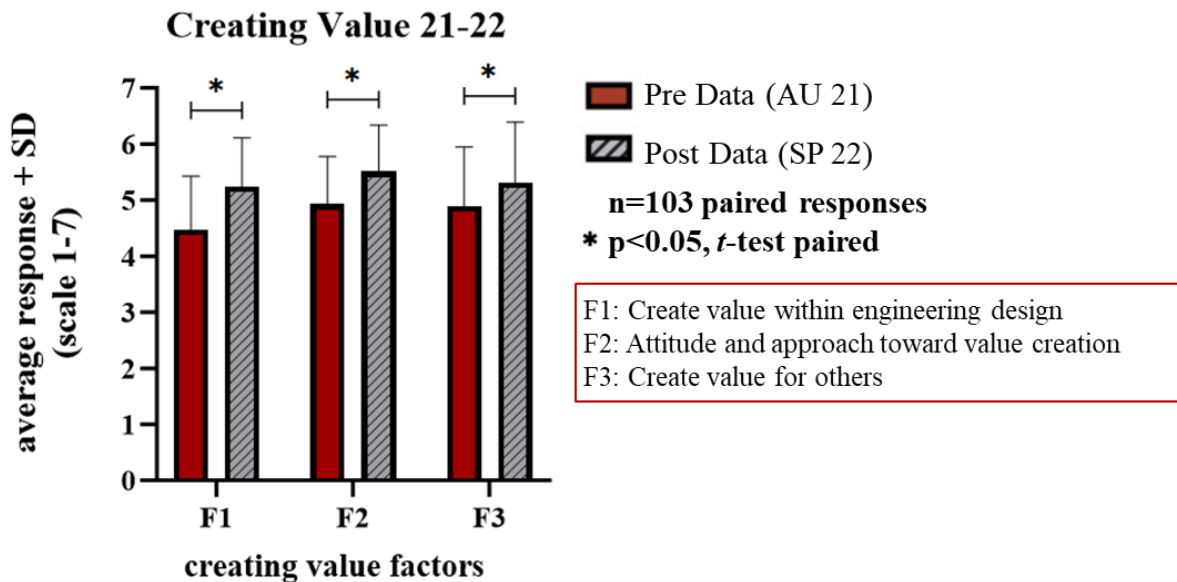 Creating Value 21-22
average response + SD
(scale 1-7)
7
6
5
4
3
2
1
0
*
*
*
F1
F2
F3
creating value factors
Pre Data (AU 21)
Post Data (SP 22)
n=103 paired responses
* p<0.05, t-test paired
F1: Create value within engineering design
F2: Attitude and approach toward value creation
F3: Create value for others